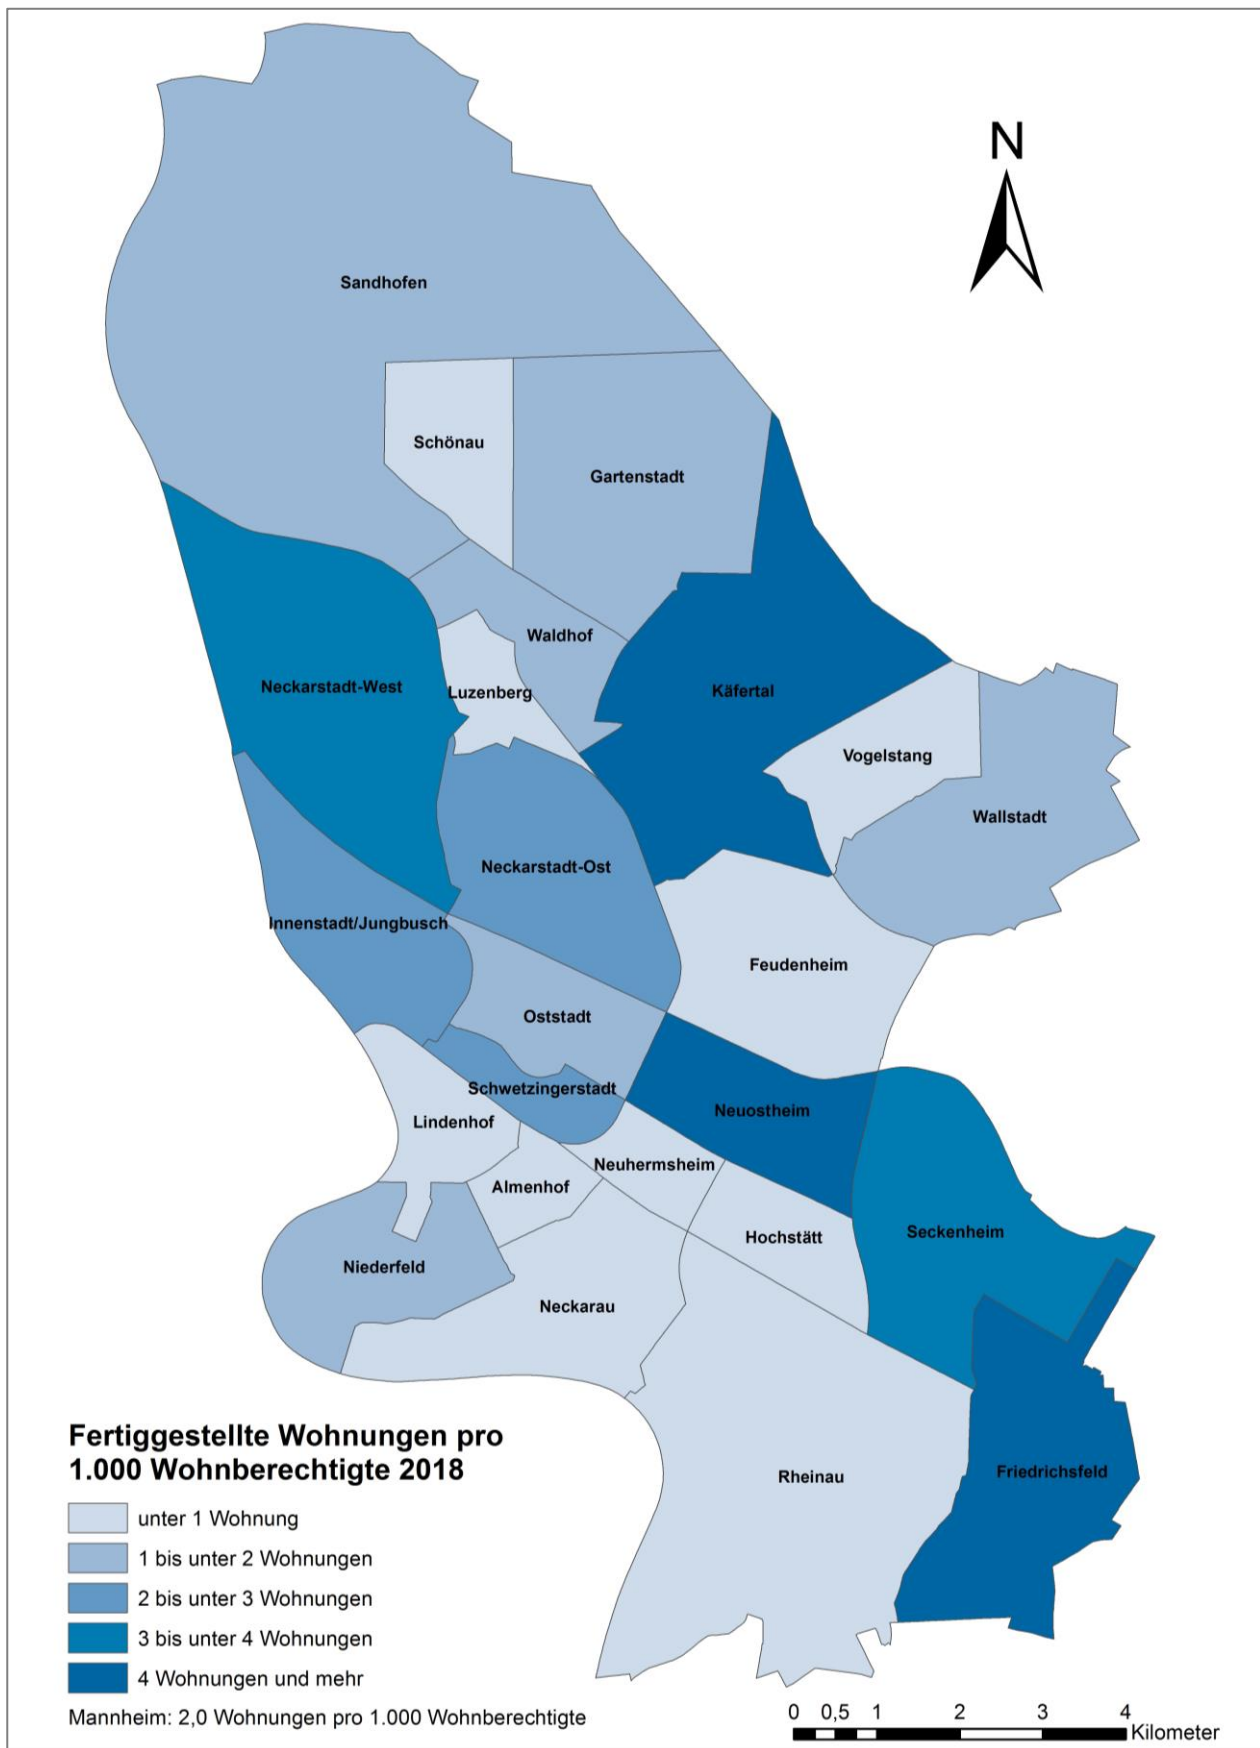 N
Sandhofen
Schönau
Gartenstadt
Waldhof
Neckarstadt-West
Luzenberg
Käfertal
Vogelstang
Wallstadt
Neckarstadt-Ost
Innenstadt/Jungbusch
Feudenheim
Oststadt
Schwetzingerstadt
Neuostheim
Lindenhof
Neuhermsheim
Almenhof
Hochstätt
Seckenheim
Niederfeld
Neckarau
Rheinau
Friedrichsfeld
Fertiggestellte Wohnungen pro
1.000 Wohnberechtigte 2018
unter 1 Wohnung
1 bis unter 2 Wohnungen
2 bis unter 3 Wohnungen
3 bis unter 4 Wohnungen
4 Wohnungen und mehr
Mannheim: 2,0 Wohnungen pro 1.000 Wohnberechtigte
0 0,5 1 2 3 4
Kilometer